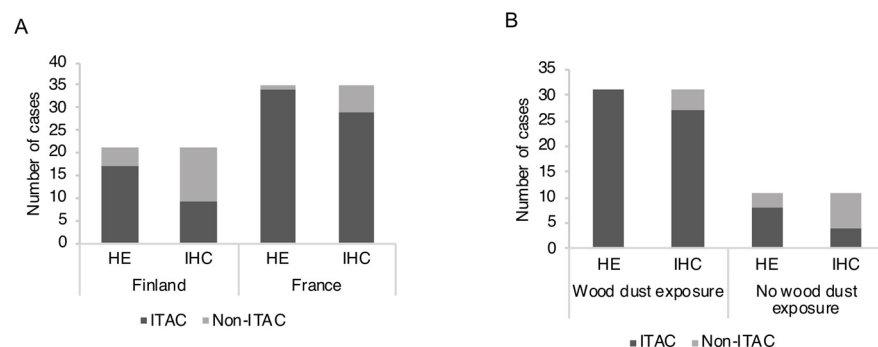 A
Number of cases
40
35
30
25
20
15
10
5
0
HE IHC HE IHC
Finland France
ITAC Non-ITAC
B
Number of cases
35
30
25
20
15
10
5
0
HE IHC HE IHC
Wood dust exposure No wood dust
exposure
ITAC Non-ITAC